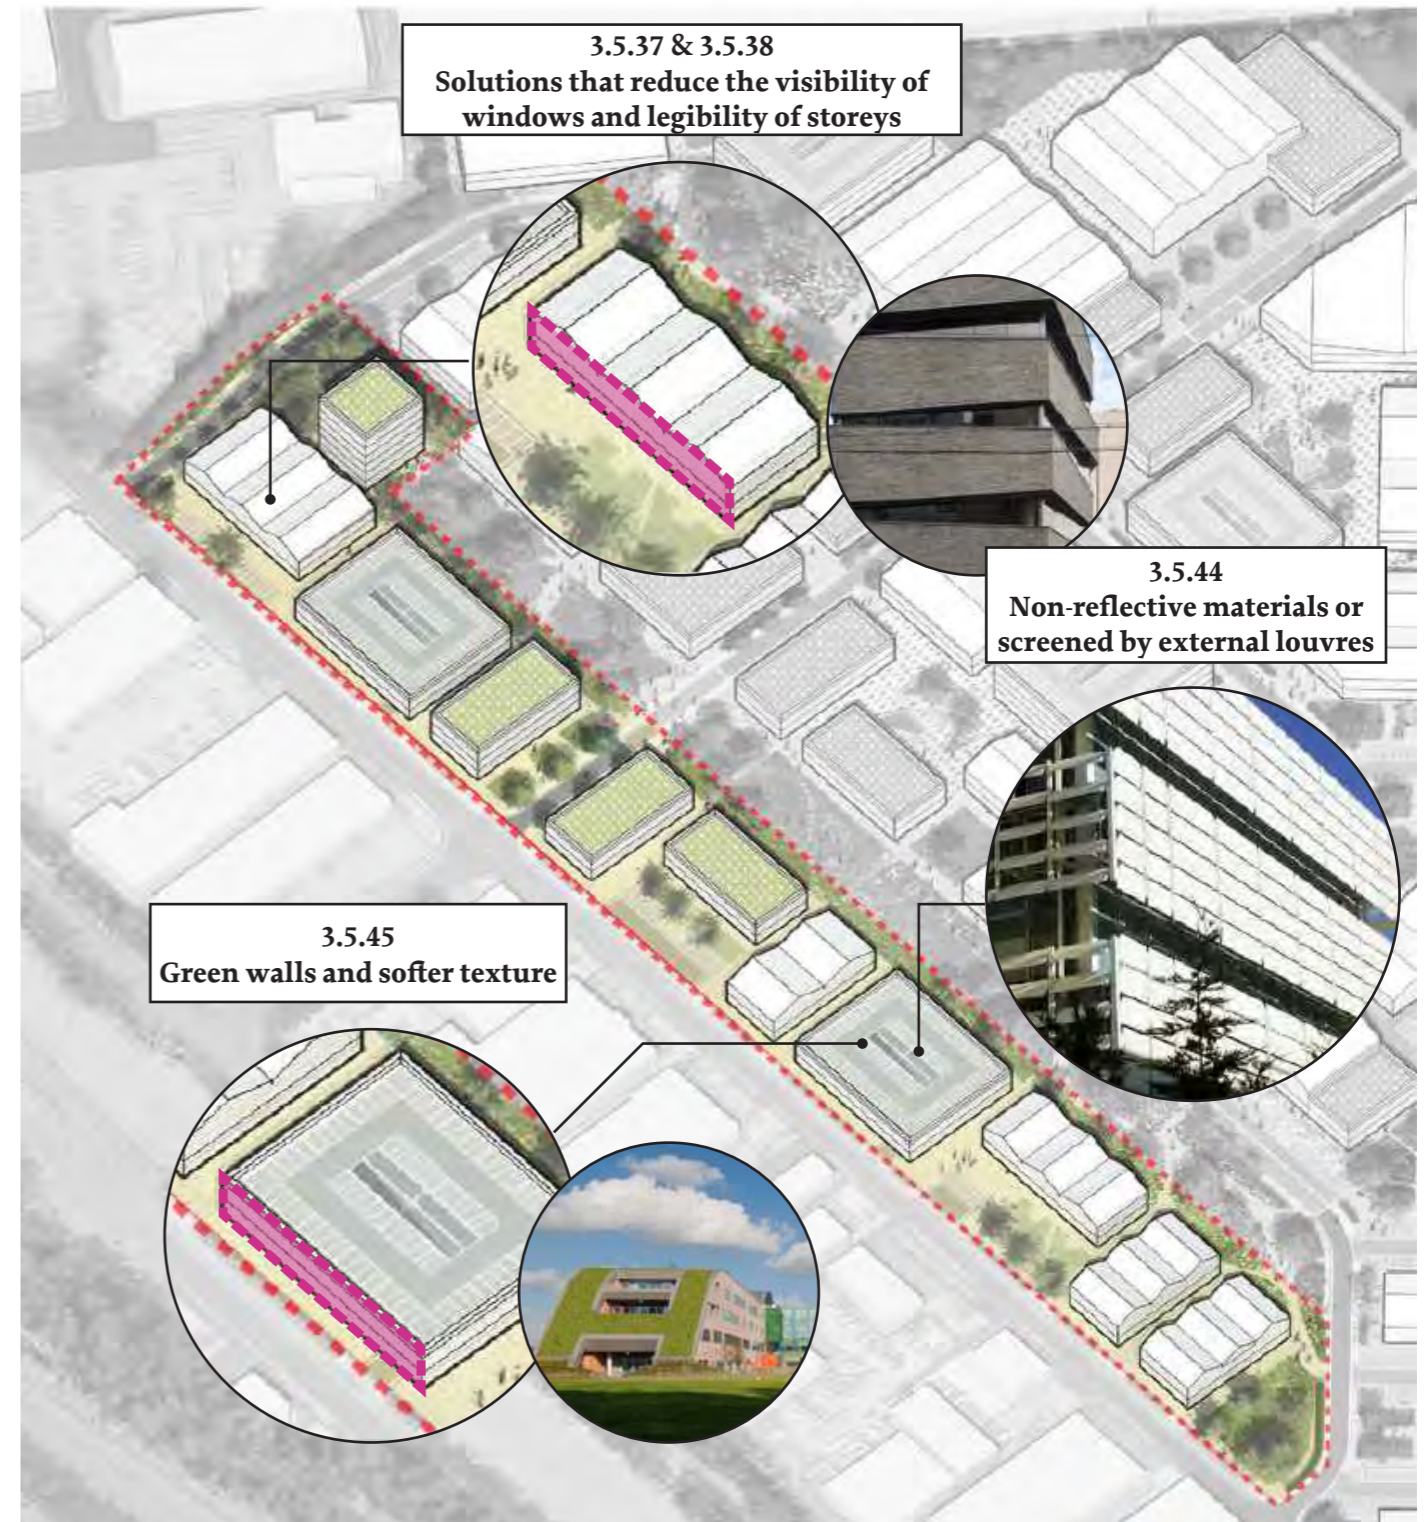 3.5.37 & 3.5.38
Solutions that reduce the visibility of
windows and legibility of storeys
3.5.44
Non-reflective materials or
screened by external louvres
3.5.45
Green walls and softer texture